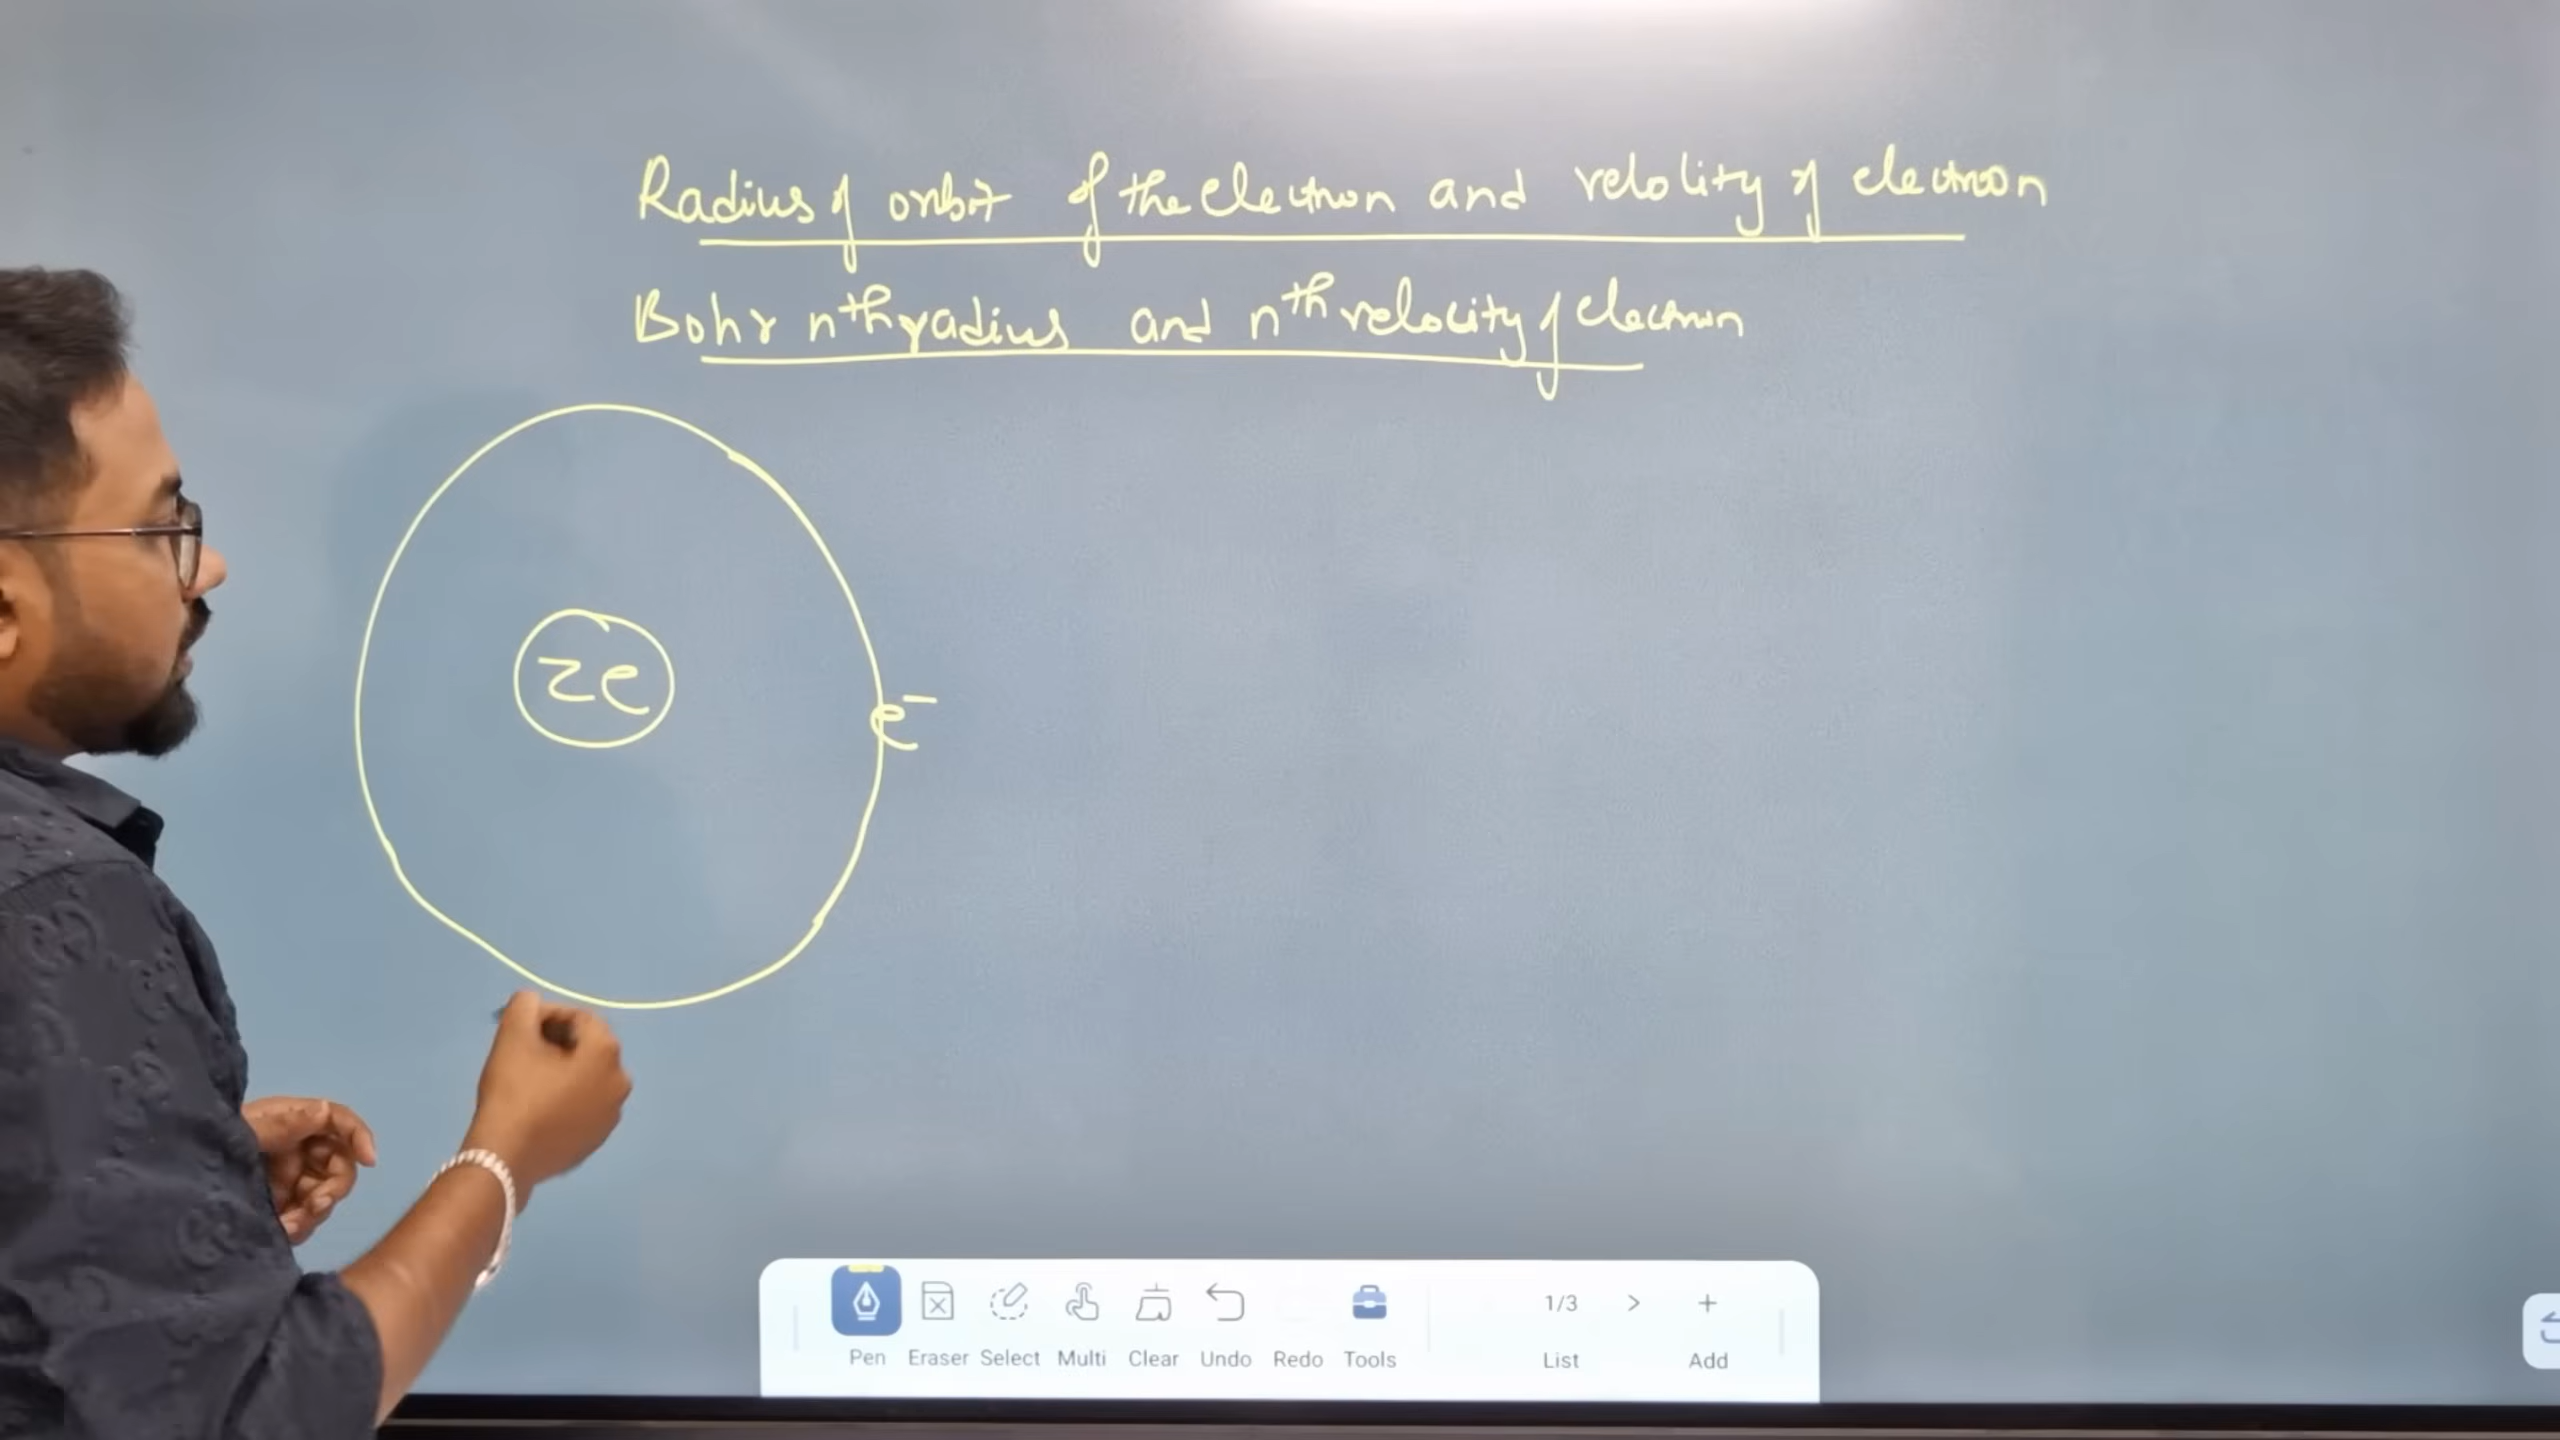 Radius of orbit of the electron and velocity of electron
Bohr nth radius and nth velocity of electron
ze
e-
Pen Eraser Select Multi Clear Undo Redo Tools 1/3 List > + Add